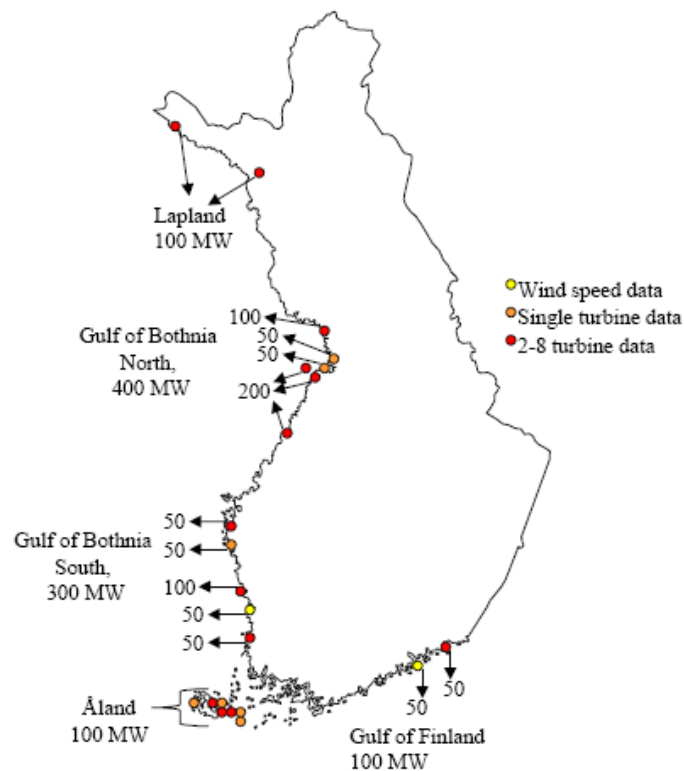 Lapland
100 MW
Wind speed data
Single turbine data
2-8 turbine data
Gulf of Bothnia
North,
400 MW
100
50
50
200
Gulf of Bothnia
South,
300 MW
50
50
100
50
50
Åland
100 MW
50
50
Gulf of Finland
100 MW